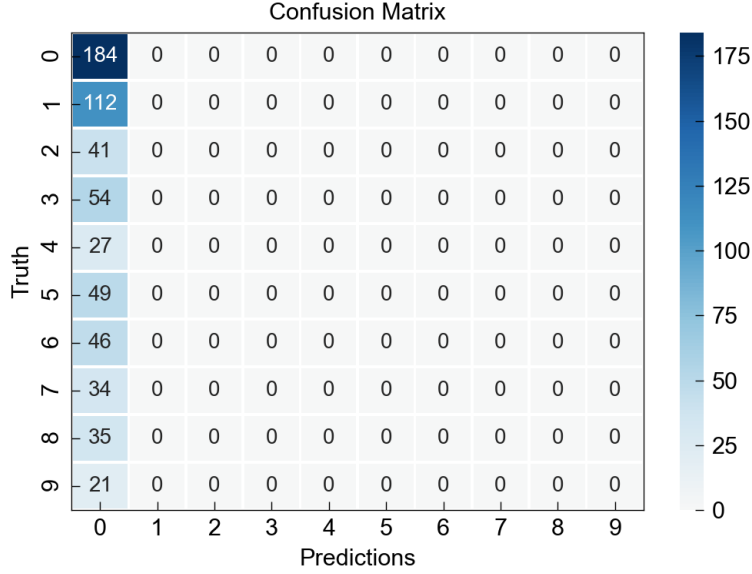 Confusion Matrix
Truth
0 184 0 0 0 0 0 0 0 0 0
1 112 0 0 0 0 0 0 0 0 0
2 41 0 0 0 0 0 0 0 0 0
3 54 0 0 0 0 0 0 0 0 0
4 27 0 0 0 0 0 0 0 0 0
5 49 0 0 0 0 0 0 0 0 0
6 46 0 0 0 0 0 0 0 0 0
7 34 0 0 0 0 0 0 0 0 0
8 35 0 0 0 0 0 0 0 0 0
9 21 0 0 0 0 0 0 0 0 0
0 1 2 3 4 5 6 7 8 9
Predictions
175
150
125
100
75
50
25
0